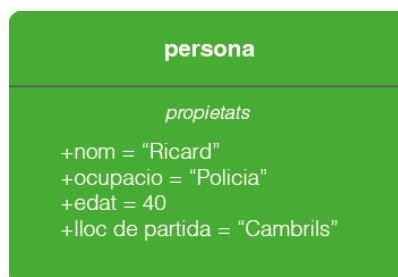 persona
propietats
+nom = “Ricard”
+ocupacio = “Policia”
+edat = 40
+lloc de partida = “Cambrils”